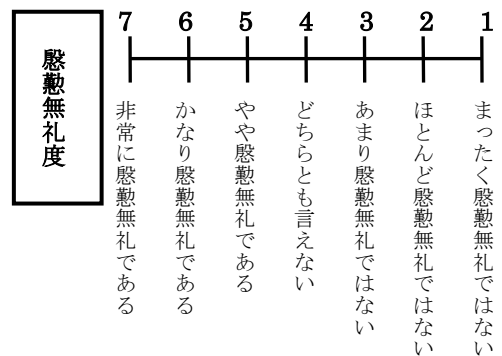 慇懃無礼度
7 6 5 4 3 2 1
非常に慇懃無礼である
かなり慇懃無礼である
やや慇懃無礼である
どちらとも言えない
あまり慇懃無礼ではない
ほとんど慇懃無礼ではない
まったく慇懃無礼ではない